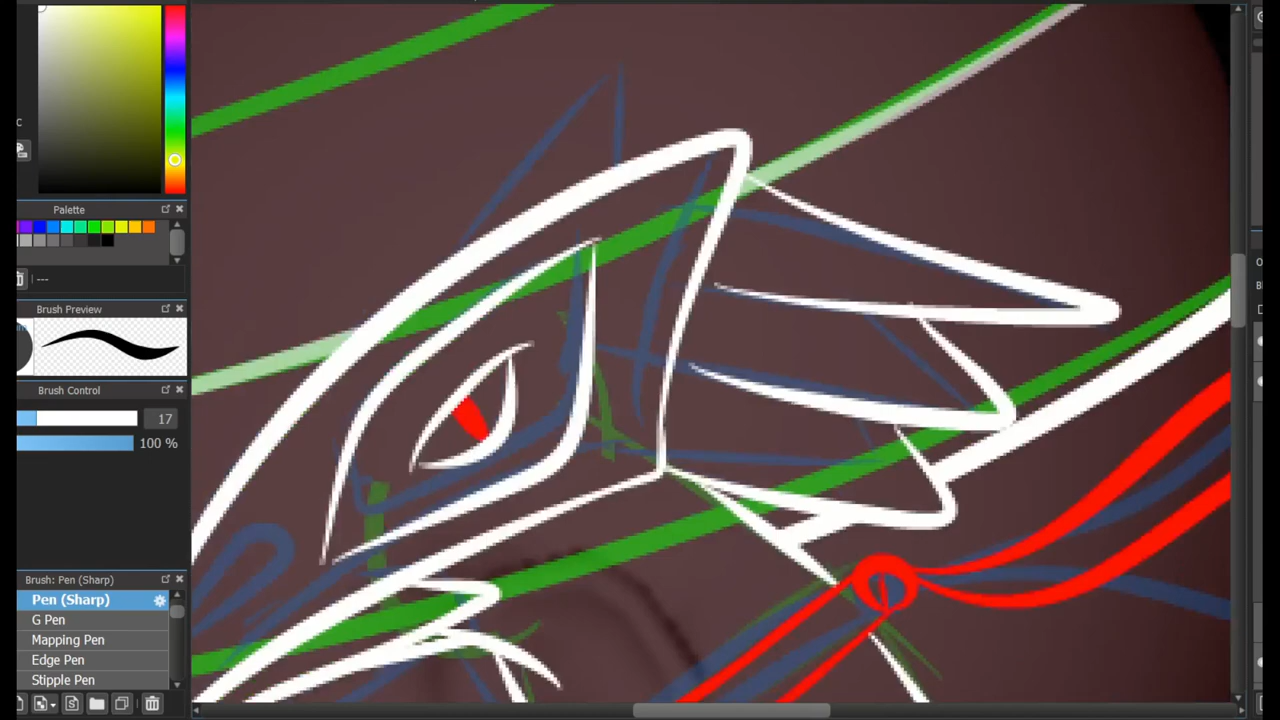 C
Palette
---
Brush Preview
Brush Control
17
100 %
Brush: Pen (Sharp)
Pen (Sharp)
G Pen
Mapping Pen
Edge Pen
Stipple Pen